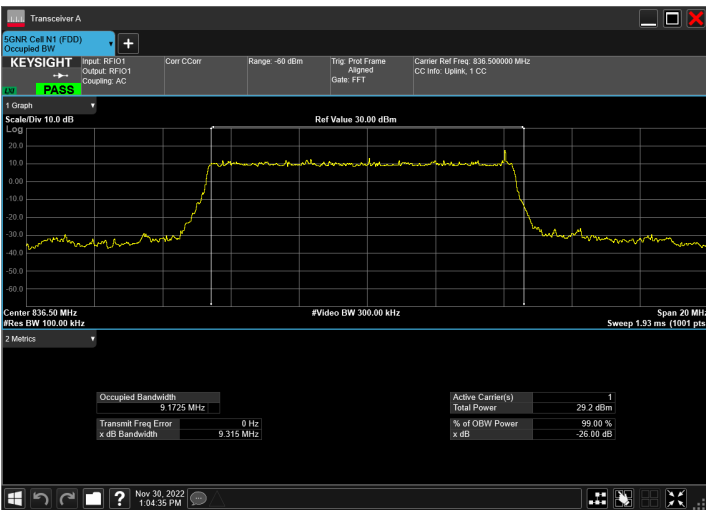 Transceiver A
5GNR Cell N1 (FDD)
Occupied BW
KEYSIGHT
LXI
PASS
Input: RFIO1
Output: RFIO1
Coupling: AC
Corr CCorr
Range: -60 dBm
Trig: Prot Frame
Aligned
Gate: FFT
Carrier Ref Freq: 836.500000 MHz
CC Info: Uplink, 1 CC
1 Graph
Scale/Div 10.0 dB
Ref Value 30.00 dBm
Log
20.0
10.0
0.00
-10.0
-20.0
-30.0
-40.0
-50.0
-60.0
Center 836.50 MHz
#Video BW 300.00 kHz
Span 20 MHz
#Res BW 100.00 kHz
Sweep 1.93 ms (1001 pts
2 Metrics
Occupied Bandwidth
9.1725 MHz
Transmit Freq Error 0 Hz
x dB Bandwidth 9.315 MHz
Active Carrier(s) 1
Total Power 29.2 dBm
% of OBW Power 99.00 %
x dB -26.00 dB
Nov 30, 2022
1:04:35 PM